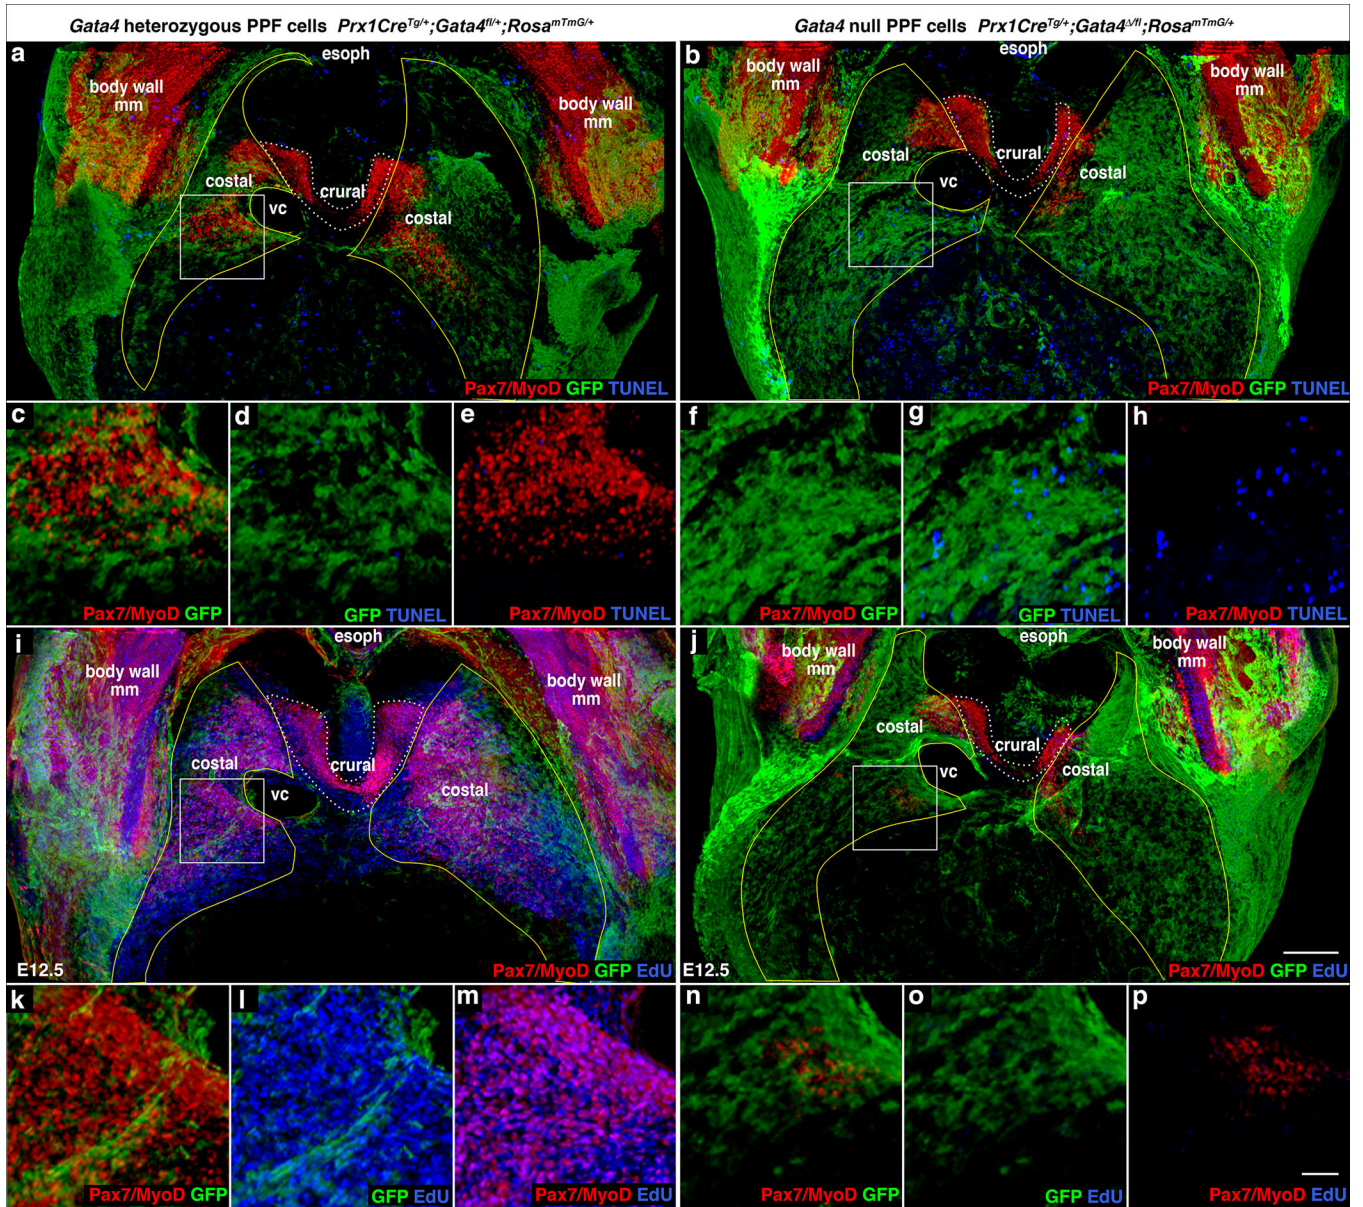 Gata4 heterozygous PPF cells Prx1Cre^Tg/+;Gata4^fl/+;Rosa^mTmG/+
Gata4 null PPF cells Prx1Cre^Tg/+;Gata4^Δ/fl;Rosa^mTmG/+
a
esoph
body wall
mm
body wall
mm
costal
crural
vc
costal
Pax7/MyoD GFP TUNEL
b
esoph
body wall
mm
body wall
mm
costal
crural
vc
costal
Pax7/MyoD GFP TUNEL
c
Pax7/MyoD GFP
d
GFP TUNEL
e
Pax7/MyoD TUNEL
f
Pax7/MyoD GFP
g
GFP TUNEL
h
Pax7/MyoD TUNEL
i
esoph
body wall
mm
body wall
mm
costal
crural
vc
costal
E12.5
Pax7/MyoD GFP EdU
j
esoph
body wall
mm
body wall
mm
costal
crural
vc
costal
E12.5
Pax7/MyoD GFP EdU
k
Pax7/MyoD GFP
l
GFP EdU
m
Pax7/MyoD EdU
n
Pax7/MyoD GFP
o
GFP EdU
p
Pax7/MyoD EdU